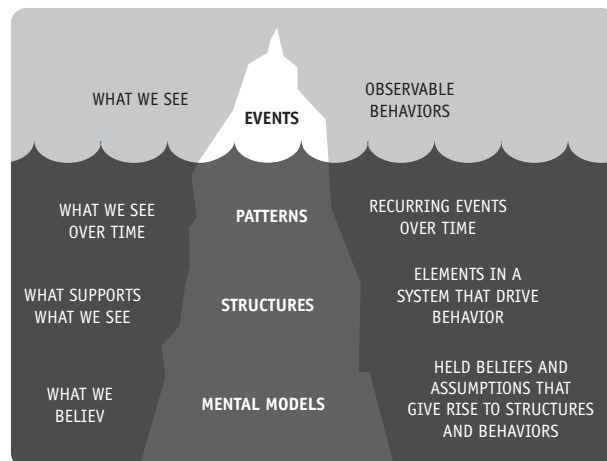 WHAT WE SEE
EVENTS
OBSERVABLE
BEHAVIORS
WHAT WE SEE
OVER TIME
PATTERNS
RECURRING EVENTS
OVER TIME
WHAT SUPPORTS
WHAT WE SEE
STRUCTURES
ELEMENTS IN A
SYSTEM THAT DRIVE
BEHAVIOR
WHAT WE
BELIEV
MENTAL MODELS
HELD BELIEFS AND
ASSUMPTIONS THAT
GIVE RISE TO STRUCTURES
AND BEHAVIORS